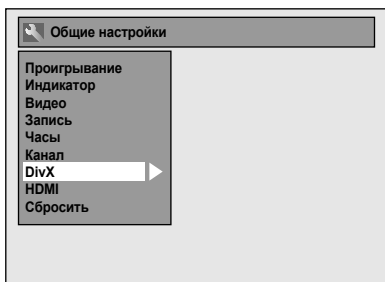 Общие настройки
Проигрывание
Индикатор
Видео
Запись
Часы
Канал
DivX
HDMI
Сбросить